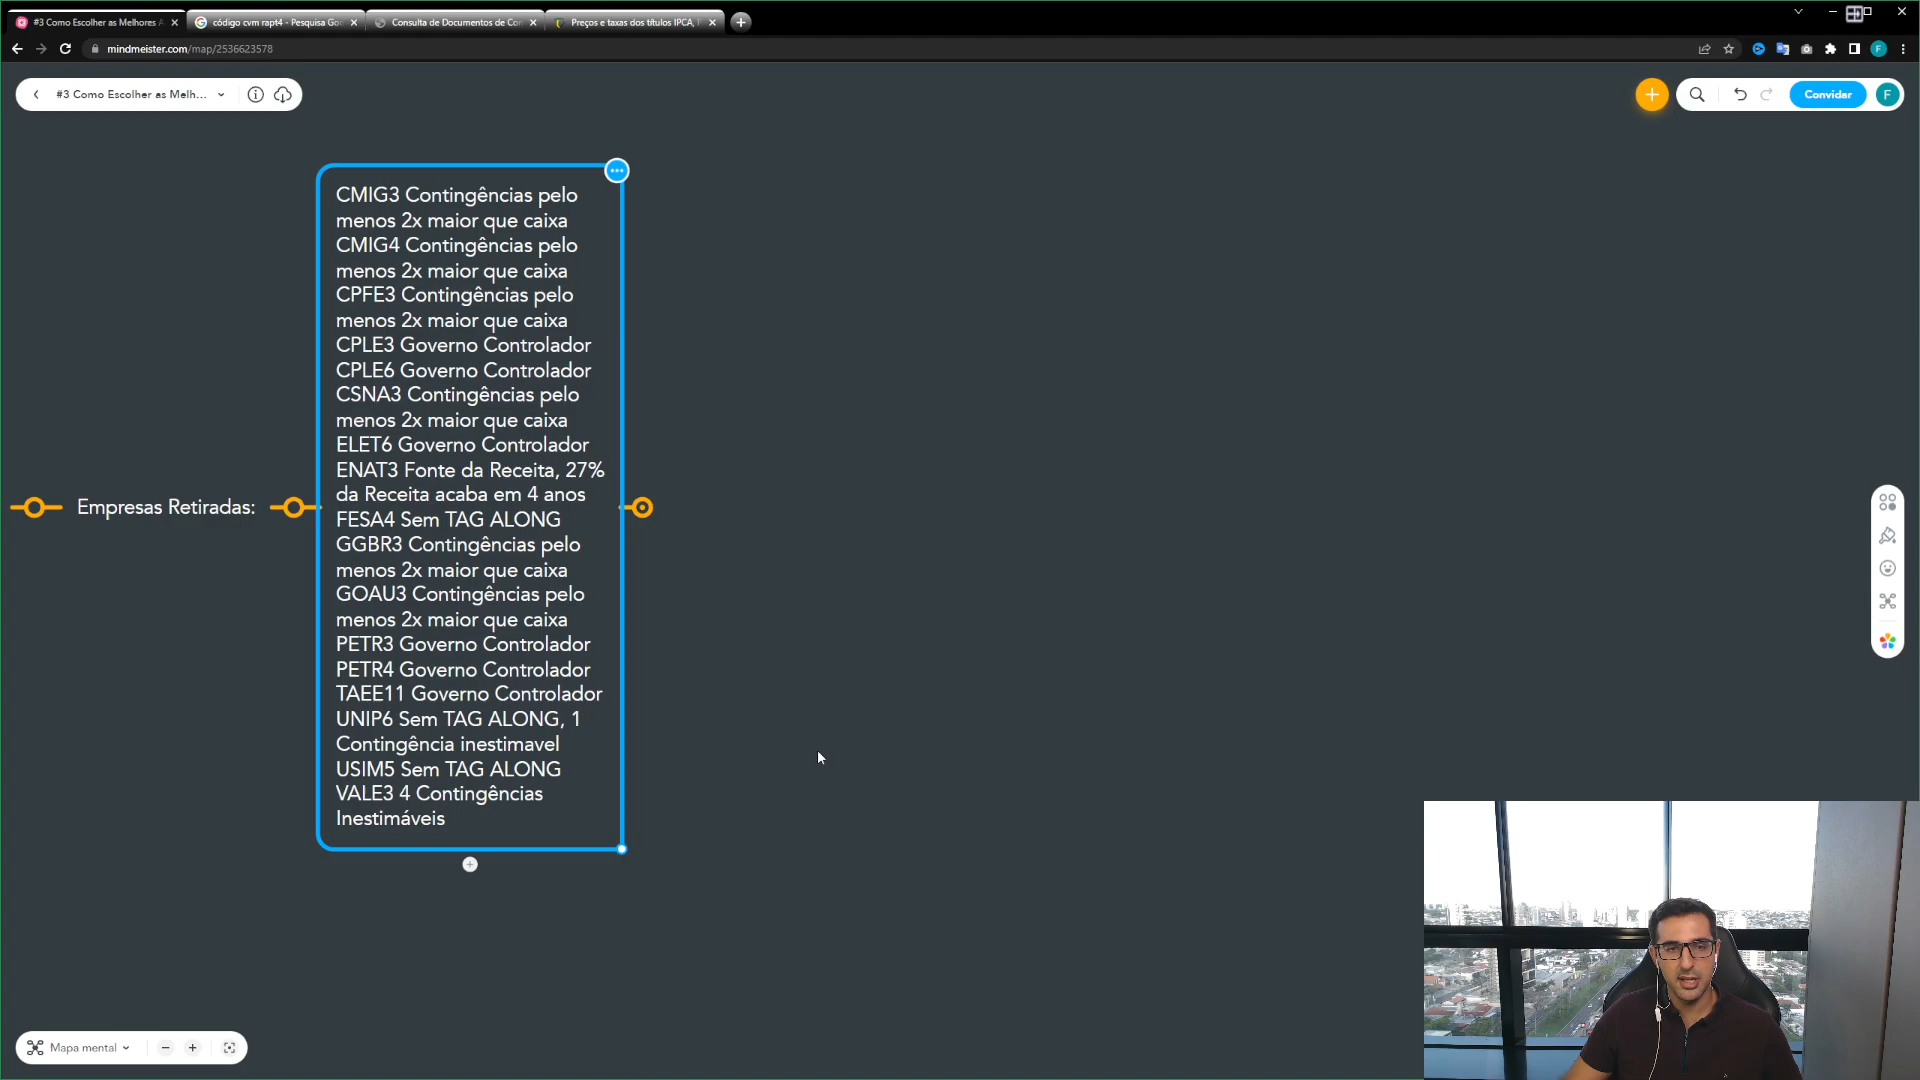 #3 Como Escolher as Melhores A
código cvm rapt4 - Pesquisa Goo
Consulta de Documentos de Com
Preços e taxas dos títulos IPCA,
mindmeister.com/map/2536623578
F
#3 Como Escolher as Melh...
Convidar
F
CMIG3 Contingências pelo
menos 2x maior que caixa
CMIG4 Contingências pelo
menos 2x maior que caixa
CPFE3 Contingências pelo
menos 2x maior que caixa
CPLE3 Governo Controlador
CPLE6 Governo Controlador
CSNA3 Contingências pelo
menos 2x maior que caixa
ELET6 Governo Controlador
ENAT3 Fonte da Receita, 27%
da Receita acaba em 4 anos
FESA4 Sem TAG ALONG
GGBR3 Contingências pelo
menos 2x maior que caixa
GOAU3 Contingências pelo
menos 2x maior que caixa
PETR3 Governo Controlador
PETR4 Governo Controlador
TAEE11 Governo Controlador
UNIP6 Sem TAG ALONG, 1
Contingência inestimavel
USIM5 Sem TAG ALONG
VALE3 4 Contingências
Inestimáveis
Empresas Retiradas:
Mapa mental